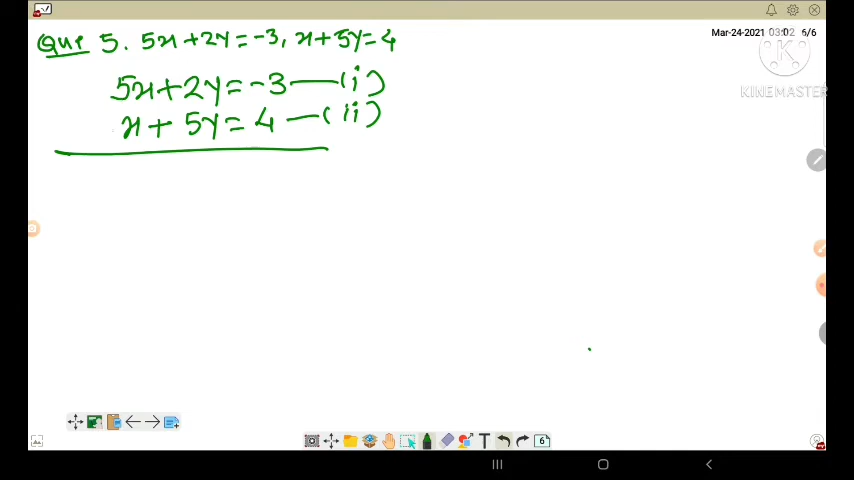 Mar-24-2021 03:02 6/6
Que 5. 5x+2y=-3, x+5y=4
5x+2y=-3—(i)
x+5y=4—(ii)
KINEMASTER
T 6